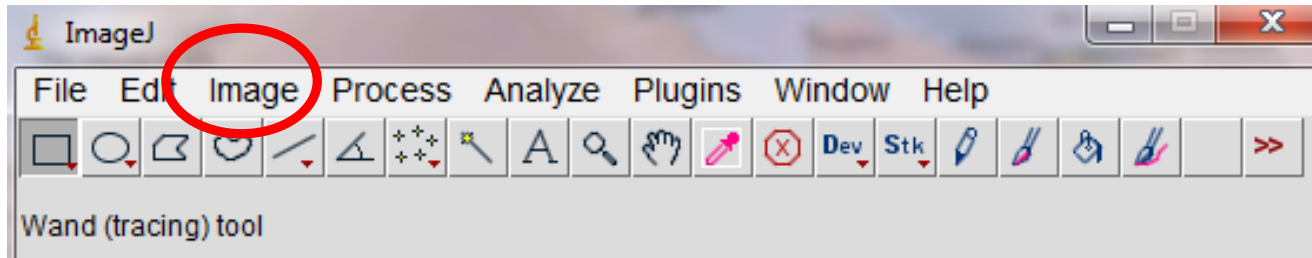 ImageJ
File Edit Image Process Analyze Plugins Window Help
A Dev Stk >>
Wand (tracing) tool